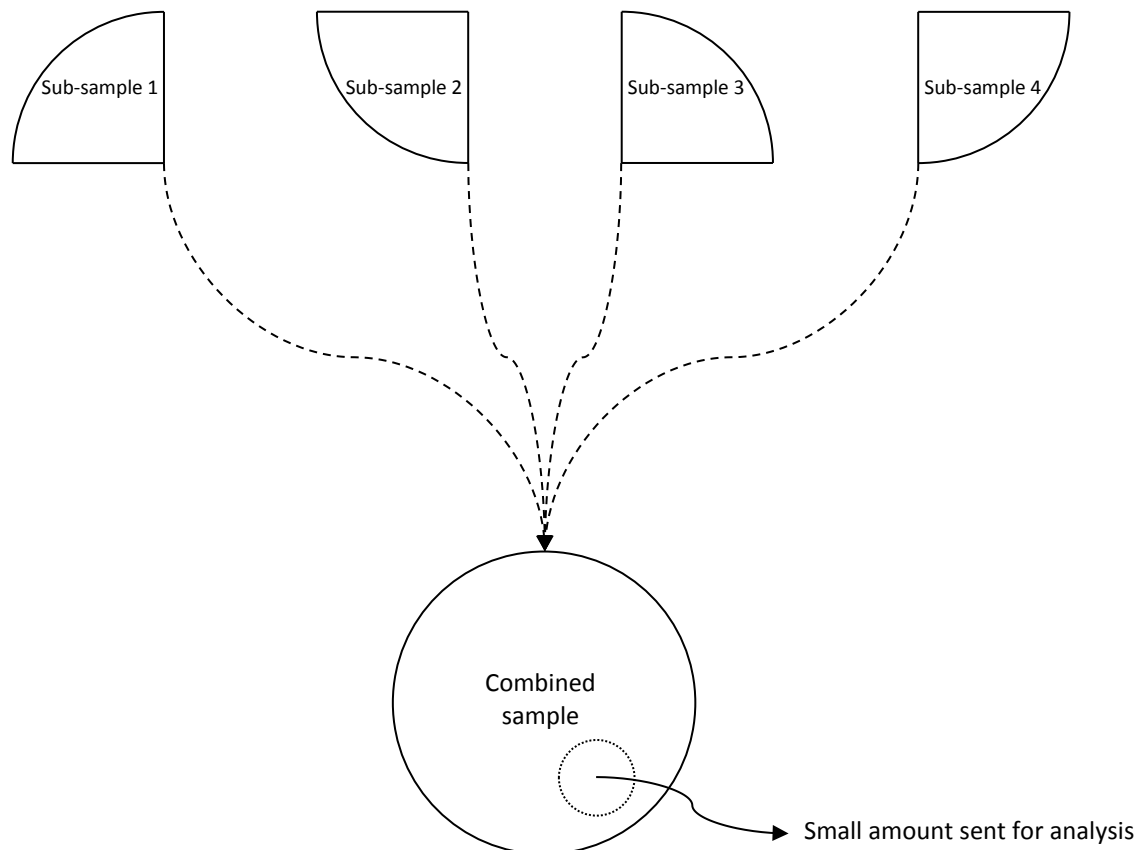 Sub-sample 1
Sub-sample 2
Sub-sample 3
Sub-sample 4
Combined
sample
Small amount sent for analysis